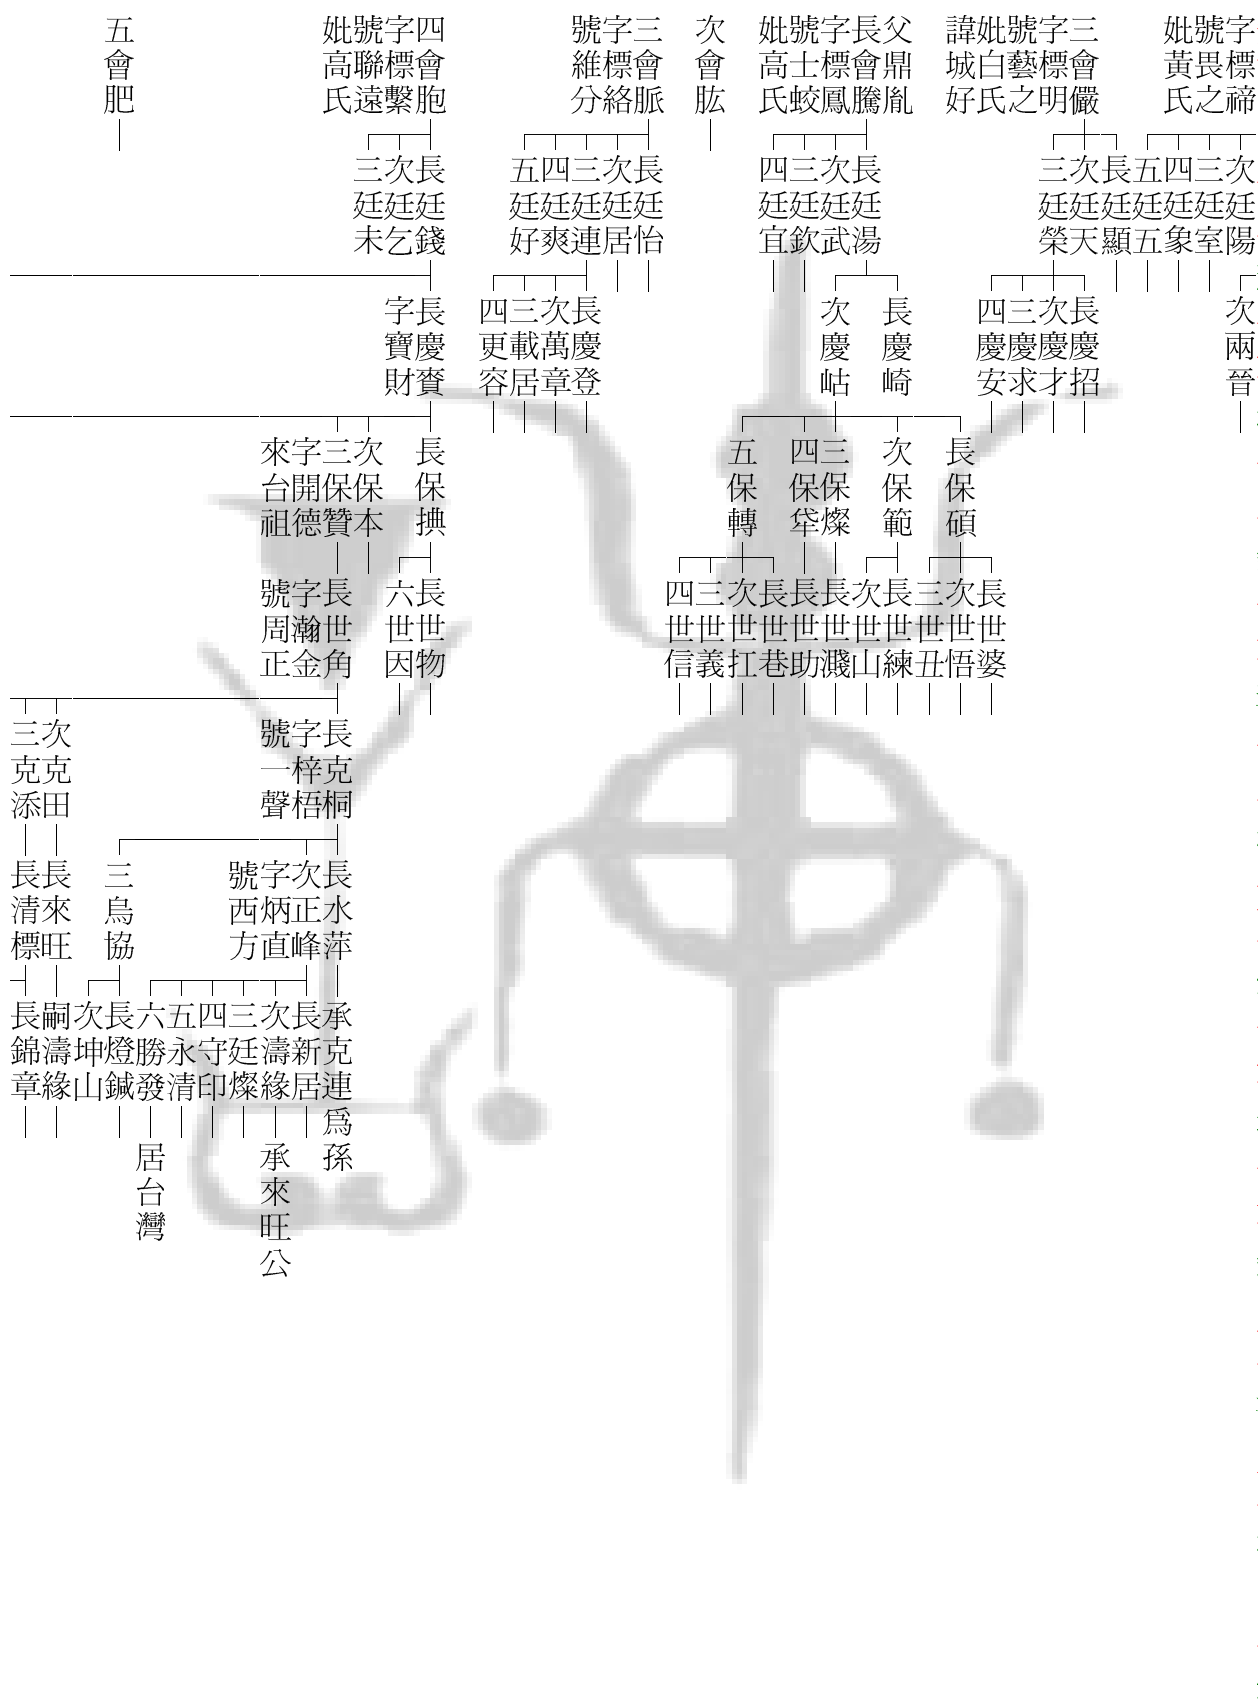 字標禘
號畏之
妣黃氏
三會儼
字標明
號藝之
妣白氏
諱城好
父鼎胤
長會騰
字標鳳
號士蛟
妣高氏
次會肱
三會脈
字標絡
號維分
四會胞
字標繫
號聯遠
妣高氏
五會肥
次廷陽
三廷室
四廷象
五廷五
長廷顯
次廷天
三廷榮
長廷湯
次廷武
三廷欽
四廷宜
長廷怡
次廷居
三廷連
四廷爽
五廷好
長廷錢
次廷乞
三廷未
次兩晉
長慶招
次慶才
三慶求
四慶安
長慶崎
次慶岵
長慶登
次萬章
三載居
四更容
長慶賚
字寶財
長保碩
次保範
三保燦
四保
五保轉
長保㨃
次保本
三保贊
字開德
來台祖
長世婆
次世悟
三世丑
長世練
次世山
長世濺
長世助
長世巷
次世扛
三世義
四世信
長世物
六世因
長世角
字瀚金
號周正
長克桐
字梓梧
號一聲
次克田
三克添
長水萍
次正峰
字炳直
號西方
三烏協
長來旺
長清標
承克連爲孫
長新居
次濤緣 承來旺公
三廷燦
四守印
五永清
六勝發 居台灣
長燈鍼
次坤山
嗣濤緣
長錦章